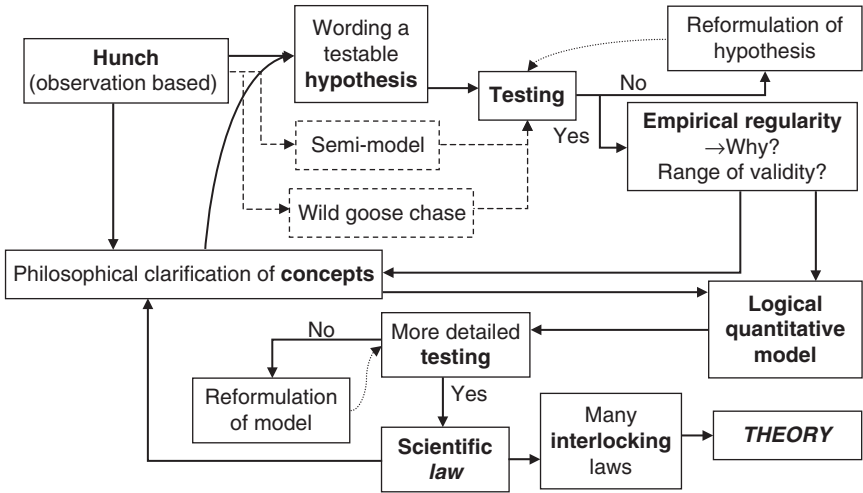 Hunch
(observation based)
Wording a
testable
hypothesis
Testing
No
Yes
Reformulation of
hypothesis
Empirical regularity
→Why?
Range of validity?
Semi-model
Wild goose chase
Philosophical clarification of concepts
Logical
quantitative
model
More detailed
testing
No
Yes
Reformulation
of model
Scientific
law
Many
interlocking
laws
THEORY